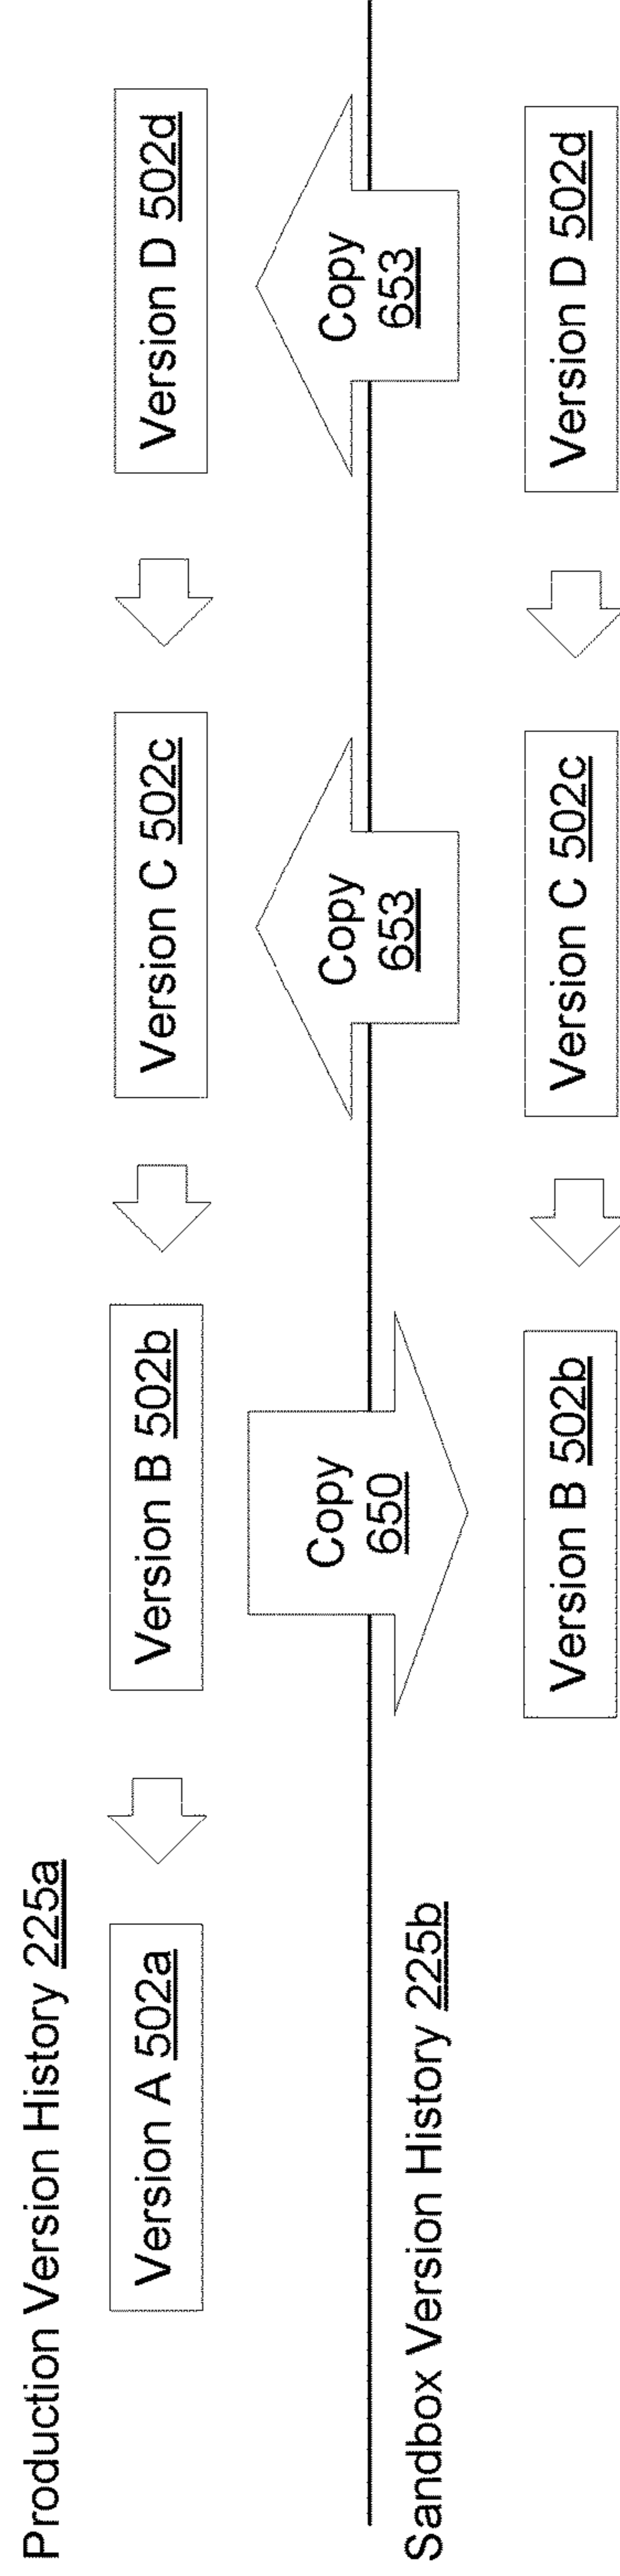 Production Version History 225a
Version A 502a
Version B 502b
Version C 502c
Version D 502d
Copy
650
Copy
653
Copy
653
Sandbox Version History 225b
Version B 502b
Version C 502c
Version D 502d